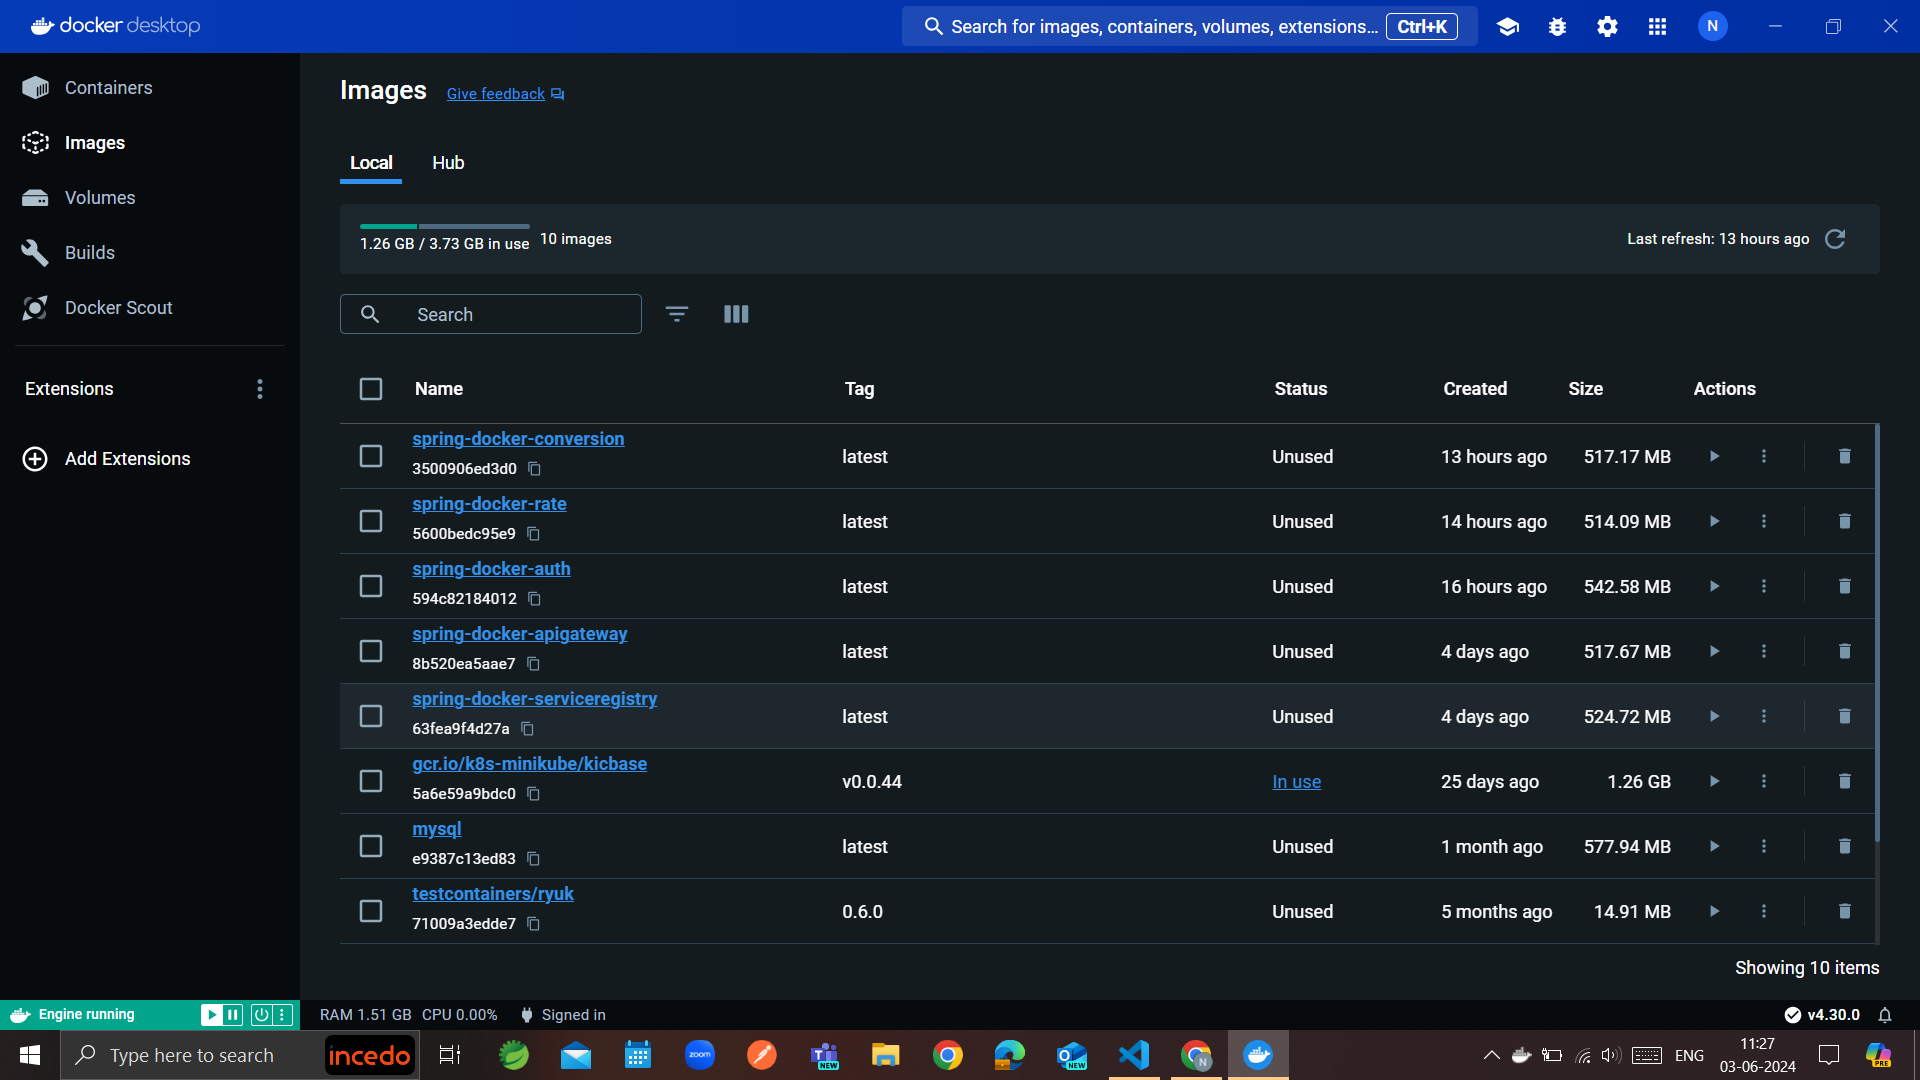 docker desktop
Search for images, containers, volumes, extensions... Ctrl+K
N
Containers
Images
Volumes
Builds
Docker Scout
Extensions
Add Extensions
Images Give feedback
Local Hub
1.26 GB / 3.73 GB in use 10 images
Last refresh: 13 hours ago
Search
Name Tag Status Created Size Actions
spring-docker-conversion
3500906ed3d0
latest Unused 13 hours ago 517.17 MB
spring-docker-rate
5600bedc95e9
latest Unused 14 hours ago 514.09 MB
spring-docker-auth
594c82184012
latest Unused 16 hours ago 542.58 MB
spring-docker-apigateway
8b520ea5aae7
latest Unused 4 days ago 517.67 MB
spring-docker-serviceregistry
63fea9f4d27a
latest Unused 4 days ago 524.72 MB
gcr.io/k8s-minikube/kicbase
5a6e59a9bdc0
v0.0.44 In use 25 days ago 1.26 GB
mysql
e9387c13ed83
latest Unused 1 month ago 577.94 MB
testcontainers/ryuk
71009a3edde7
0.6.0 Unused 5 months ago 14.91 MB
Showing 10 items
Engine running
RAM 1.51 GB CPU 0.00% Signed in
v4.30.0
Type here to search
incedo
zoom
T
NEW
O
NEW
N
ENG
11:27
03-06-2024
PRE